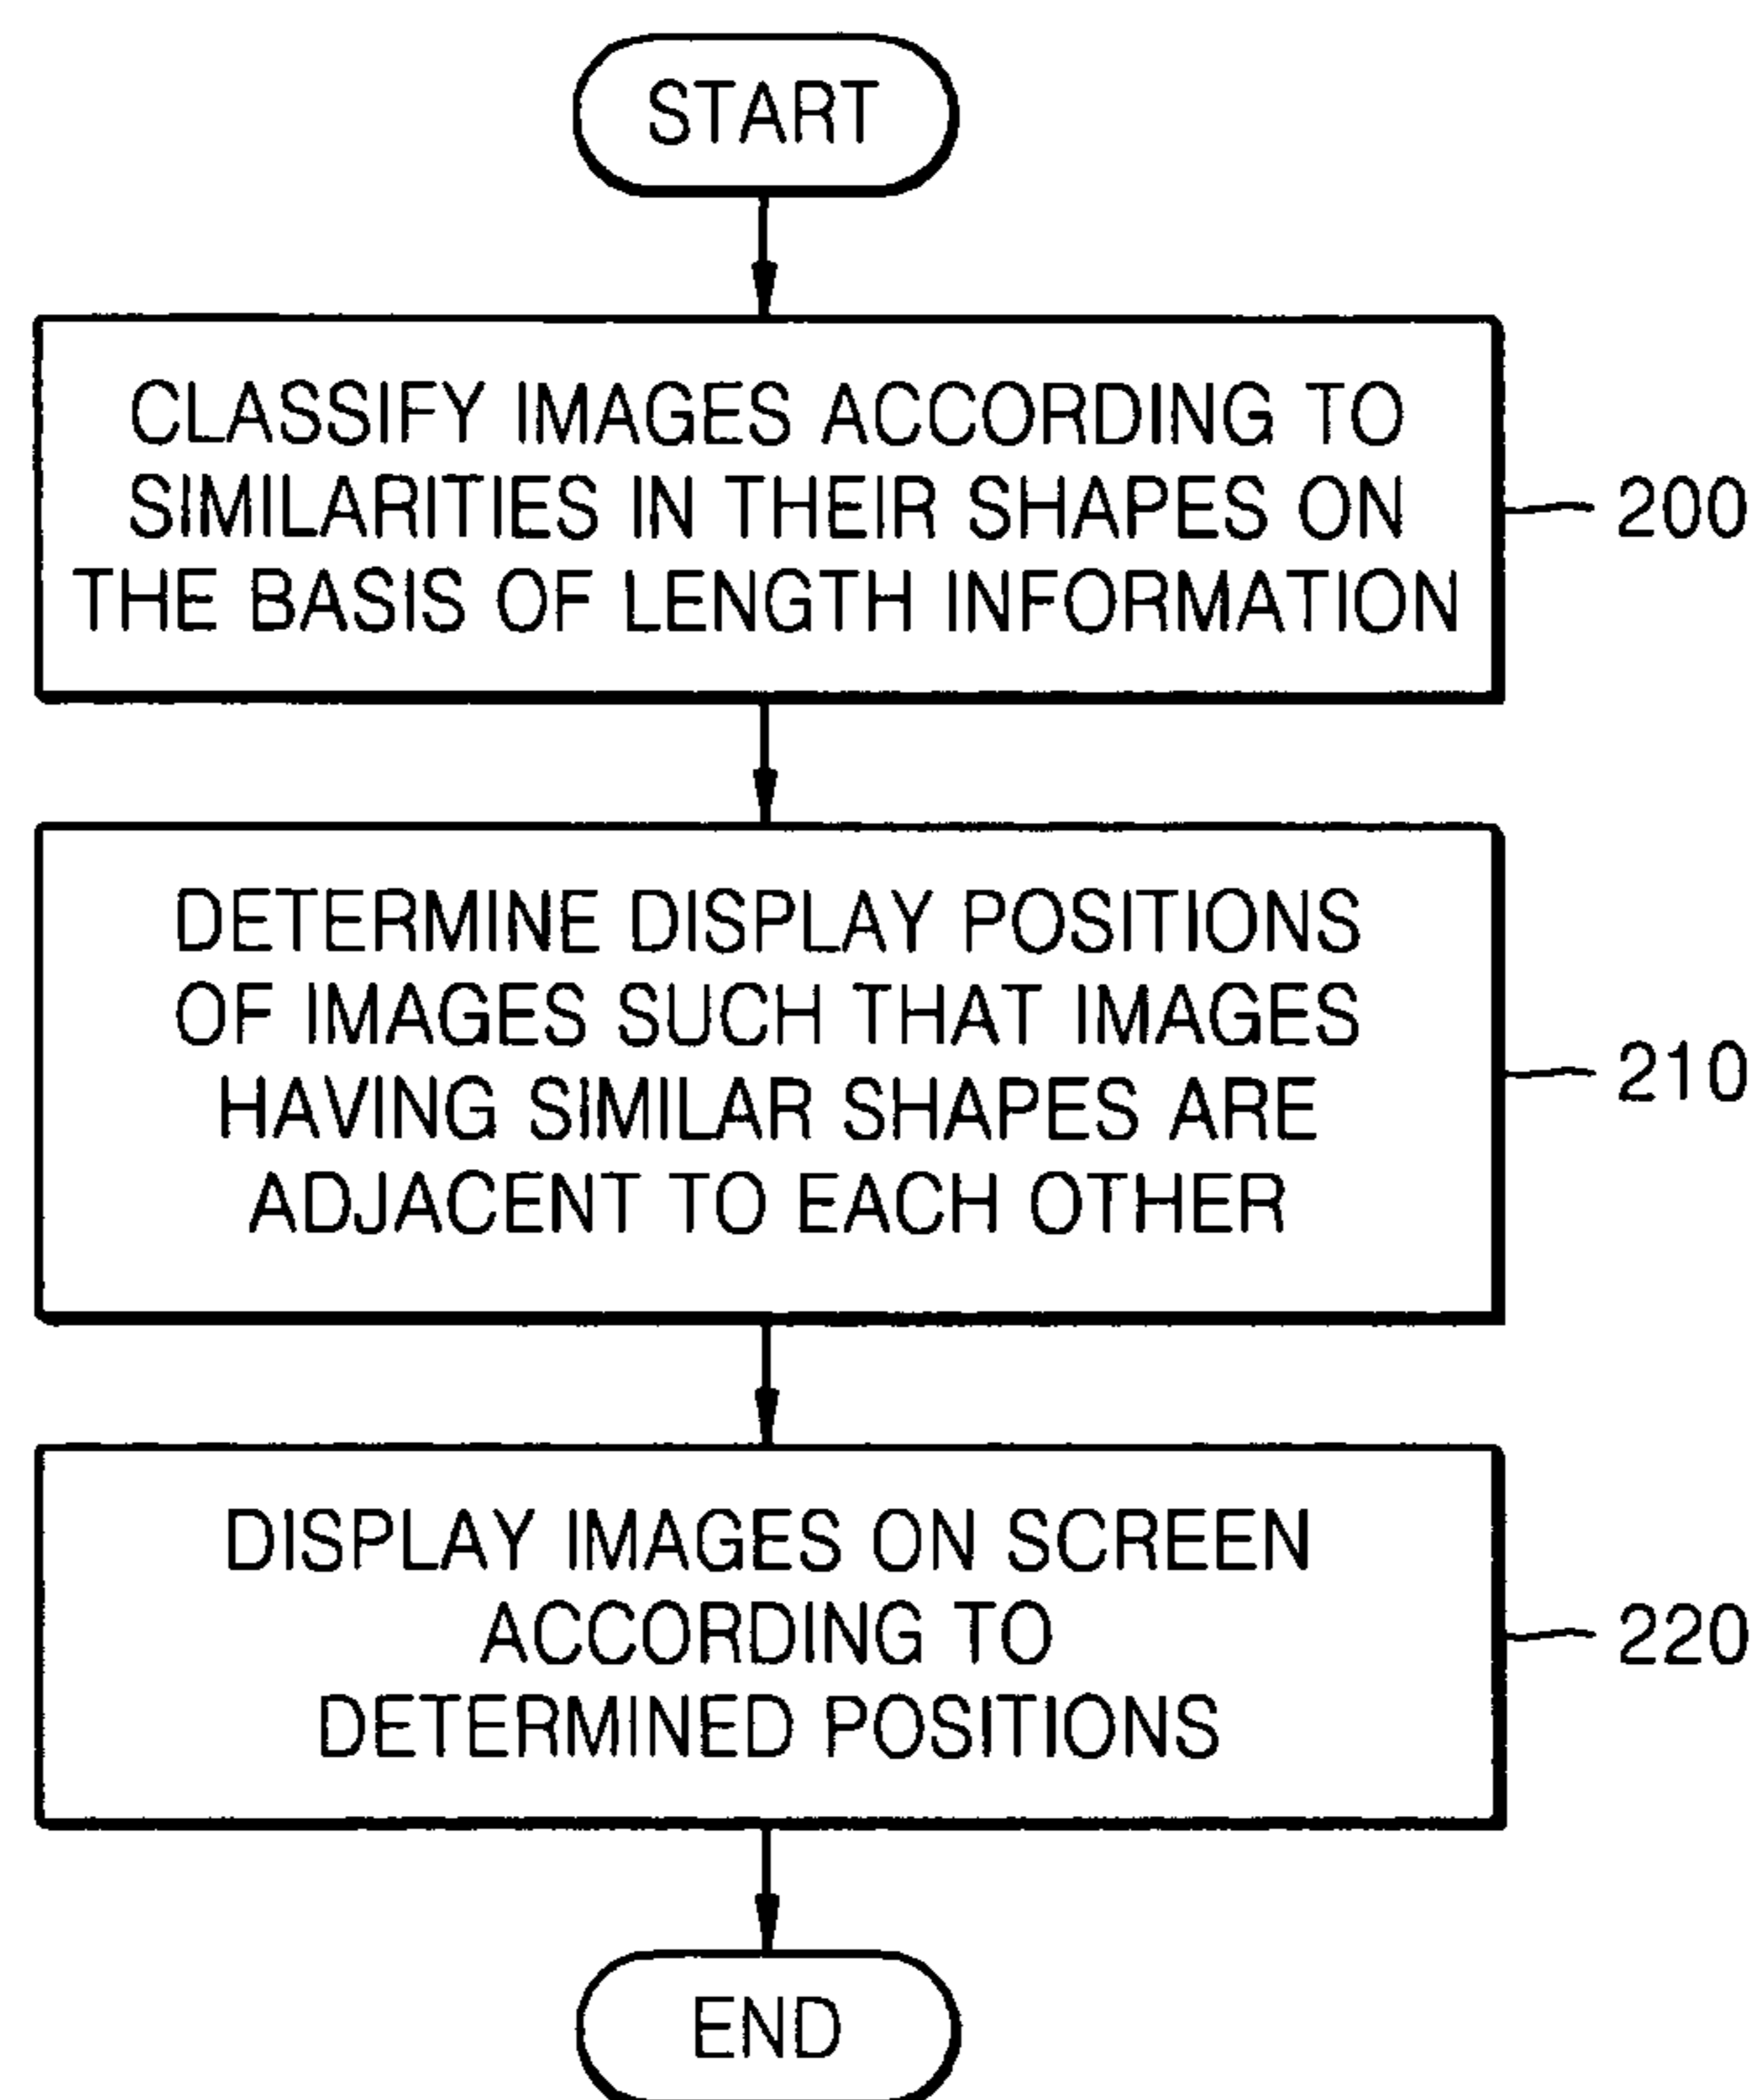 START
CLASSIFY IMAGES ACCORDING TO
SIMILARITIES IN THEIR SHAPES ON
THE BASIS OF LENGTH INFORMATION
200
DETERMINE DISPLAY POSITIONS
OF IMAGES SUCH THAT IMAGES
HAVING SIMILAR SHAPES ARE
ADJACENT TO EACH OTHER
210
DISPLAY IMAGES ON SCREEN
ACCORDING TO
DETERMINED POSITIONS
220
END